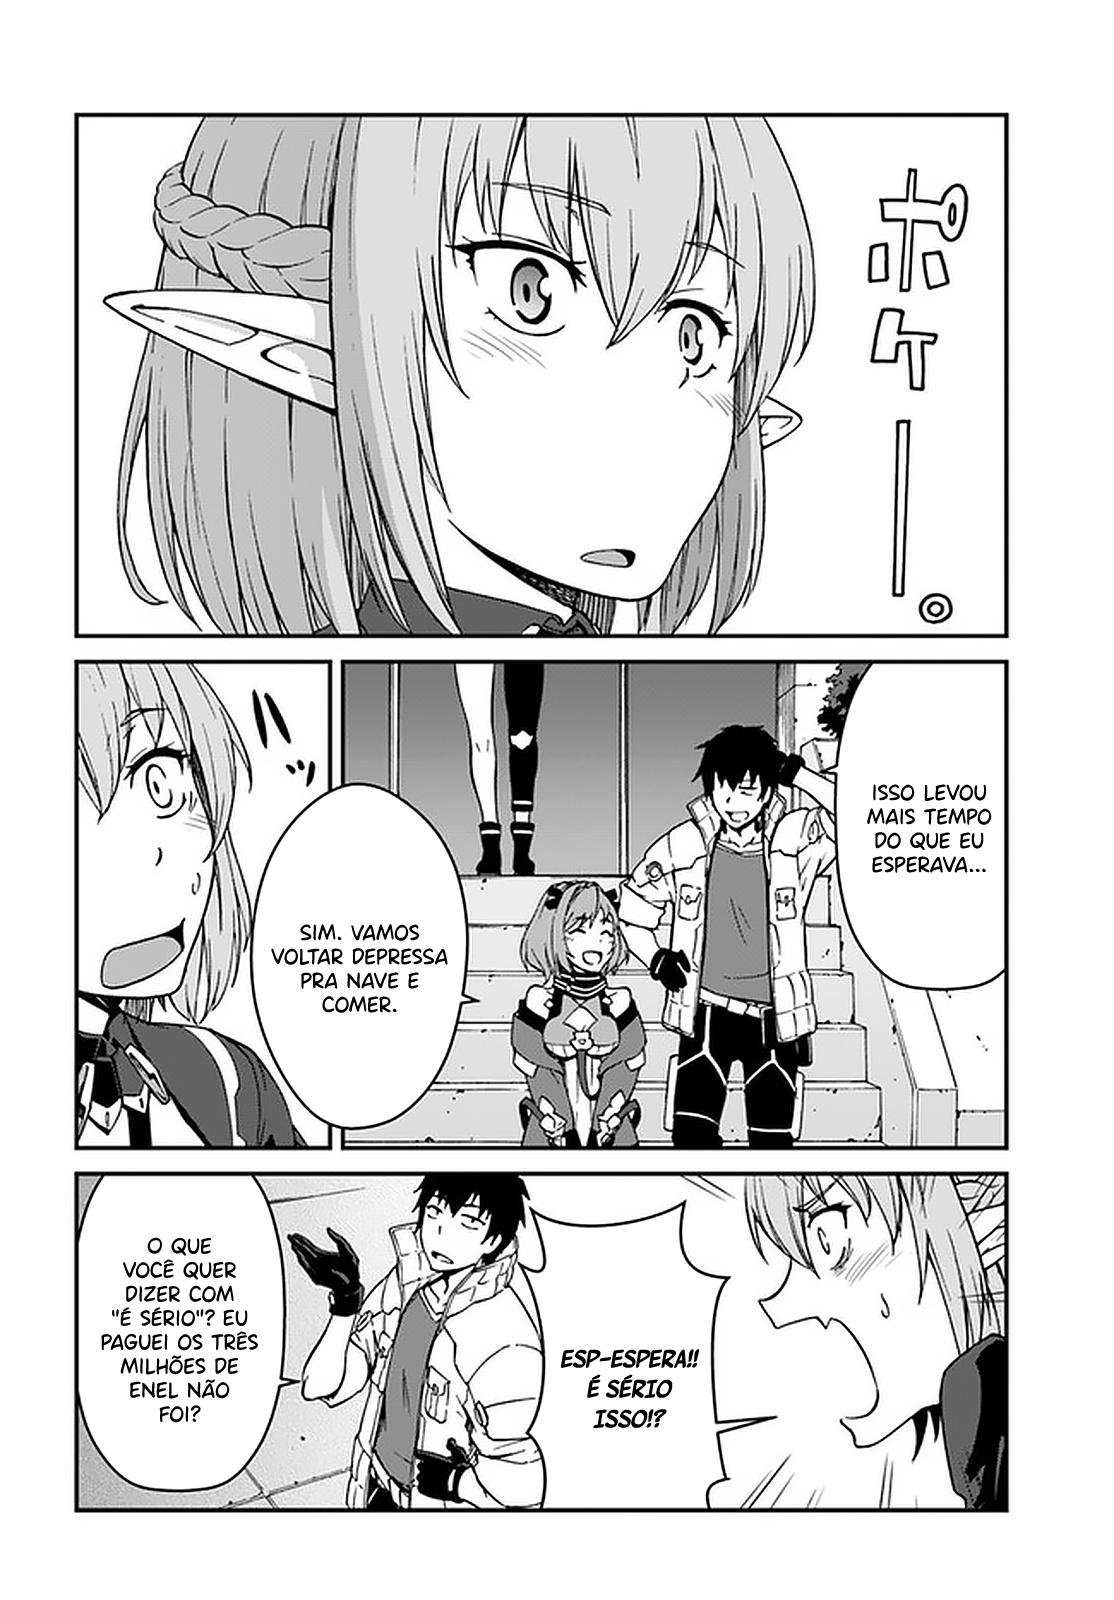 ポケー。
ISSO LEVOU
MAIS TEMPO
DO QUE EU
ESPERAVA...
SIM. VAMOS
VOLTAR DEPRESSA
PRA NAVE E
COMER.
ハッ
ESP-ESPERA!!
É SÉRIO
ISSO!?
O QUE
VOCÊ QUER
DIZER COM
"É SÉRIO"? EU
PAGUEI OS TRÊS
MILHÕES DE
ENEL NÃO
FOI?